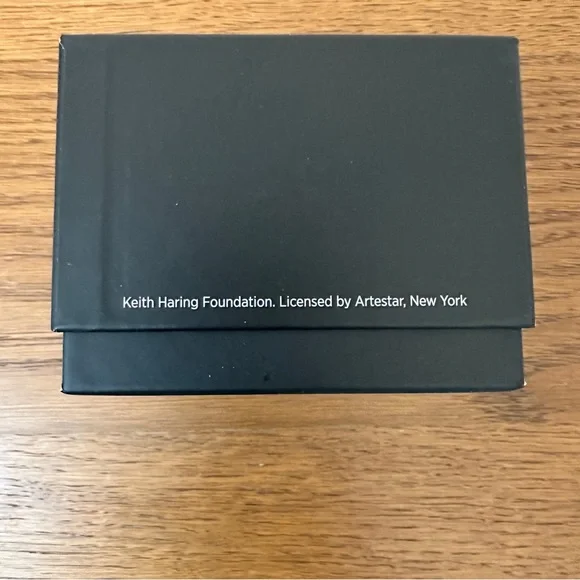 Keith Haring Foundation. Licensed by Artestar, New York